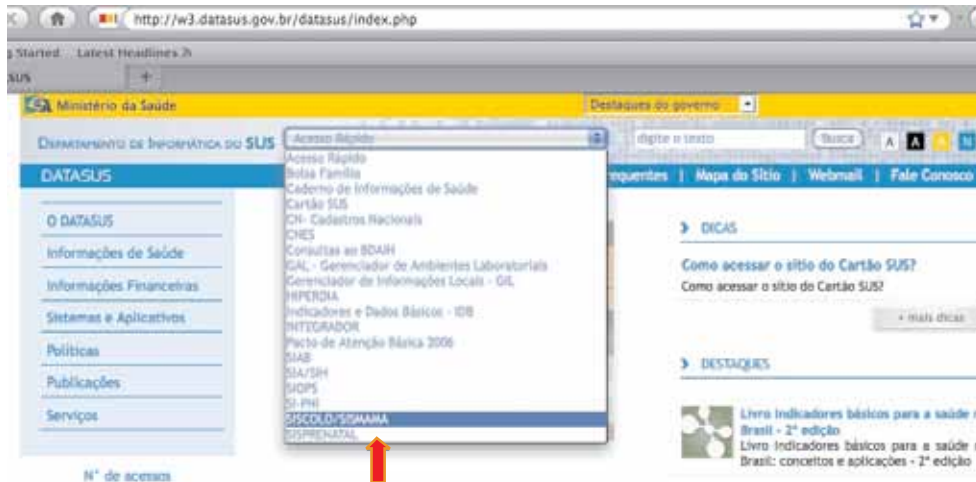 http://w3.datasus.gov.br/datasus/index.php
Started Latest Headlines
SUS +
Ministério da Saúde Destaques do governo
DEPARTAMENTO DE INFORMÁTICA DO SUS Acesso Rápido digite o texto Busca A A N
DATASUS requentes | Mapa do Sítio | Webmail | Fale Conosco
Acesso Rápido
Bolsa Família
Caderno de Informações de Saúde
Cartão SUS
CN- Cadastros Nacionais
CNES
Consultas ao BDAIH
GAL - Gerenciador de Ambientes Laboratoriais
Gerenciador de Informações Locais - GIL
HIPERDIA
Indicadores e Dados Básicos - IDB
INTEGRADOR
Pacto de Atenção Básica 2006
SIAB
SIA/SIH
SIOPS
SI-PNI
SISCOLO/SISMAMA
SISPRENATAL
O DATASUS
Informações de Saúde
Informações Financeiras
Sistemas e Aplicativos
Políticas
Publicações
Serviços
N° de acessos
DICAS
Como acessar o sítio do Cartão SUS?
Como acessar o sítio do Cartão SUS?
+ mais dicas
DESTAQUES
Livro Indicadores básicos para a saúde
Brasil - 2ª edição
Livro Indicadores básicos para a saúde
Brasil: conceitos e aplicações - 2ª edição